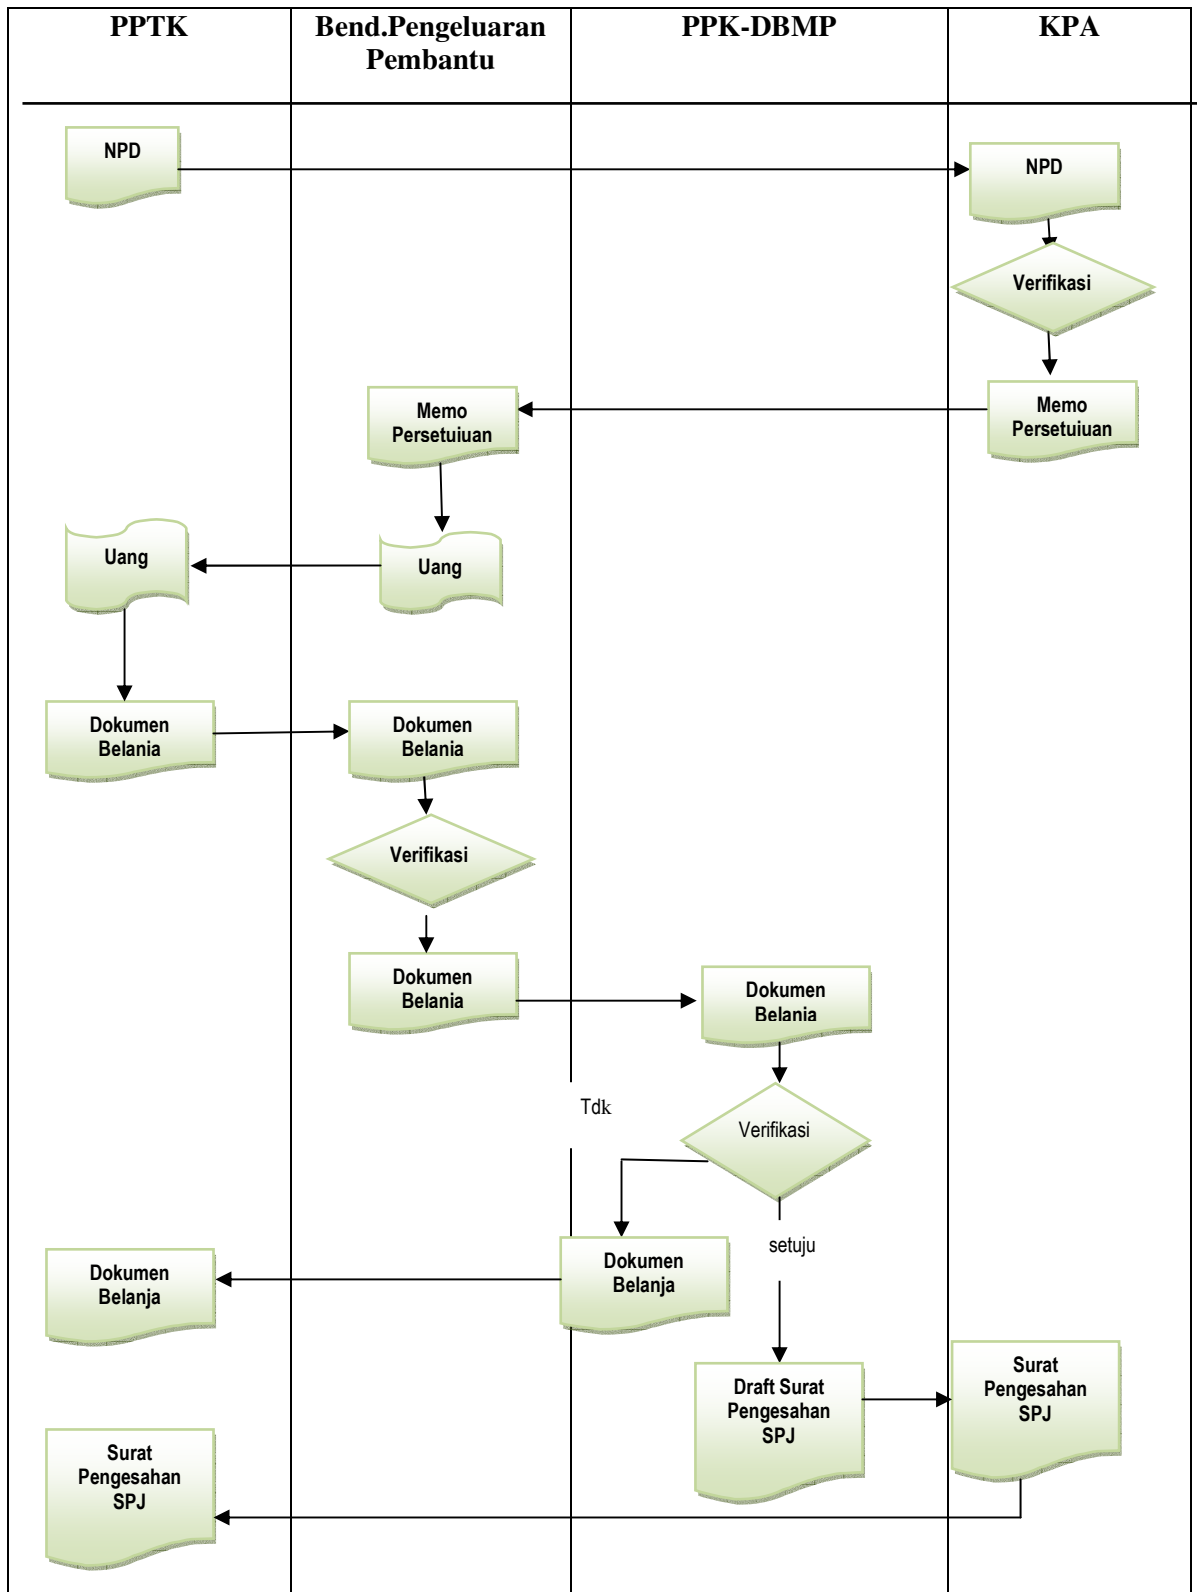 PPTK
Bend.Pengeluaran
Pembantu
PPK-DBMP
KPA
NPD
NPD
Verifikasi
Memo
Persetuiuan
Memo
Persetuiuan
Uang
Uang
Dokumen
Belania
Dokumen
Belania
Verifikasi
Dokumen
Belania
Dokumen
Belania
Tdk
Verifikasi
setuju
Dokumen
Belanja
Dokumen
Belanja
Draft Surat
Pengesahan
SPJ
Surat
Pengesahan
SPJ
Surat
Pengesahan
SPJ